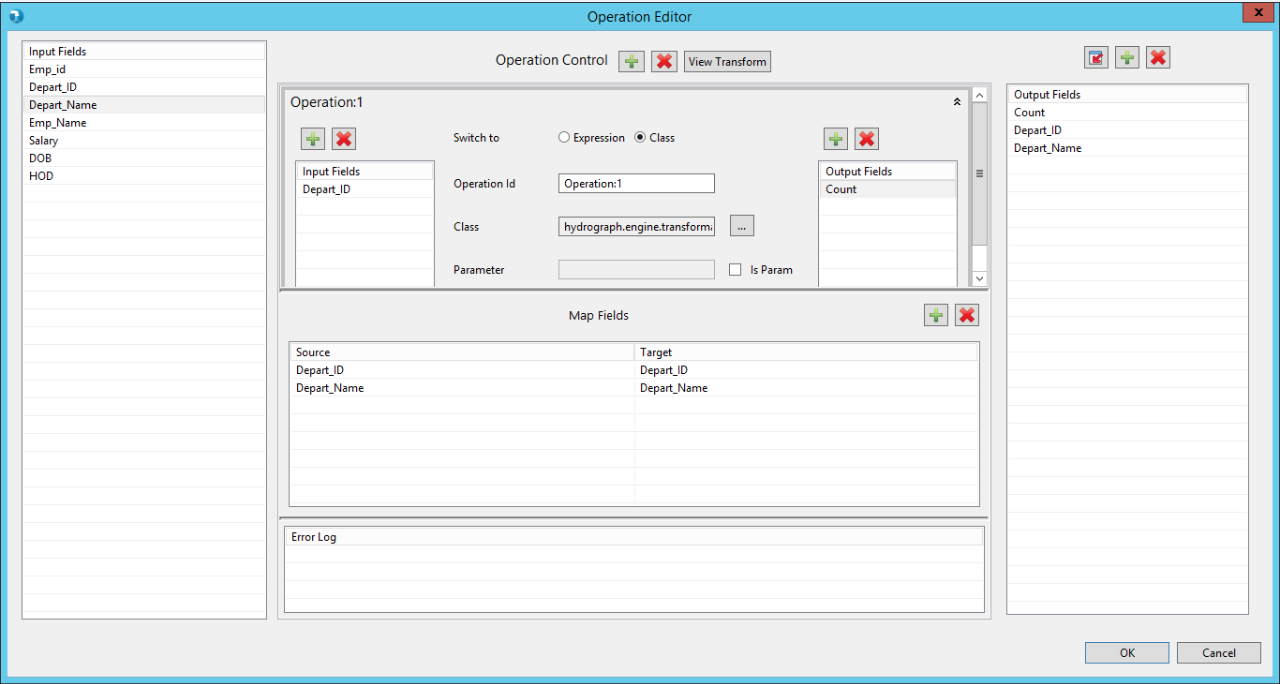 Operation Editor
Input Fields
Emp_id
Depart_ID
Depart_Name
Emp_Name
Salary
DOB
HOD
Operation Control
View Transform
Operation:1
Switch to
Expression
Class
Input Fields
Depart_ID
Operation Id
Operation:1
Class
hydrograph.engine.transform
...
Parameter
Is Param
Output Fields
Count
Map Fields
Source
Target
Depart_ID
Depart_ID
Depart_Name
Depart_Name
Error Log
Output Fields
Count
Depart_ID
Depart_Name
OK
Cancel